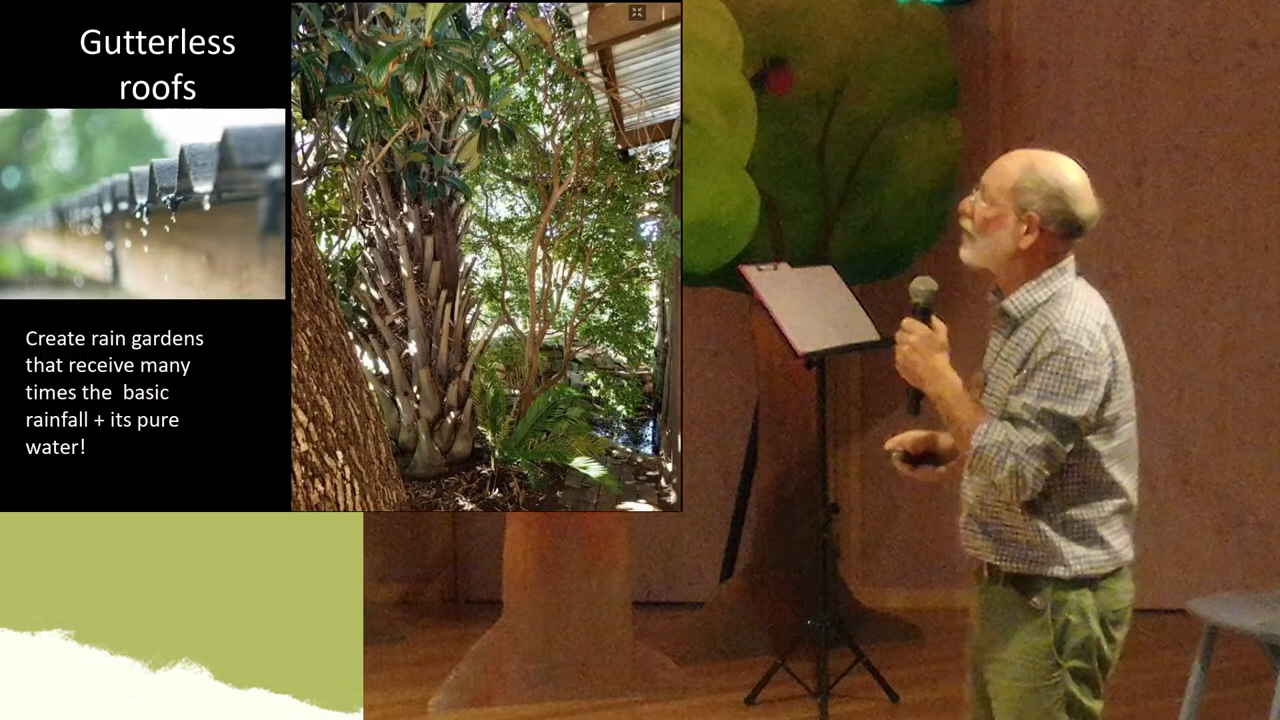 Gutterless
roofs
Create rain gardens
that receive many
times the  basic
rainfall + its pure
water!